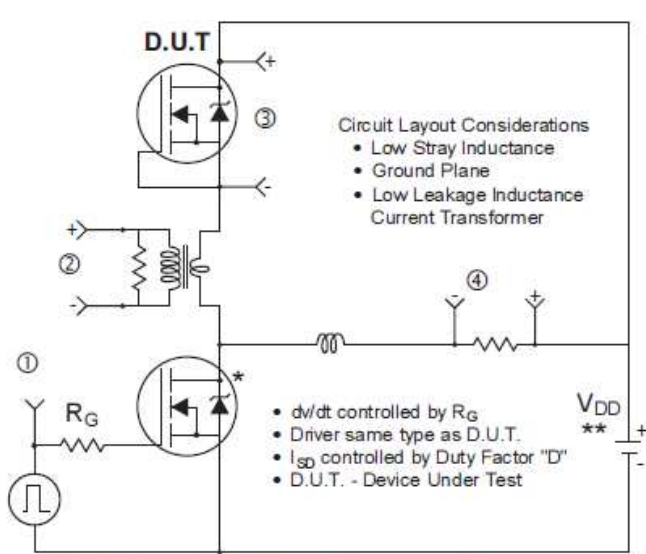 D.U.T
+
③
Circuit Layout Considerations
• Low Stray Inductance
• Ground Plane
• Low Leakage Inductance
Current Transformer
-
+
②
-
④
-
+
①
R_G
*
• dv/dt controlled by R_G
• Driver same type as D.U.T.
• I_SD controlled by Duty Factor "D"
• D.U.T. - Device Under Test
V_DD
**
+
-